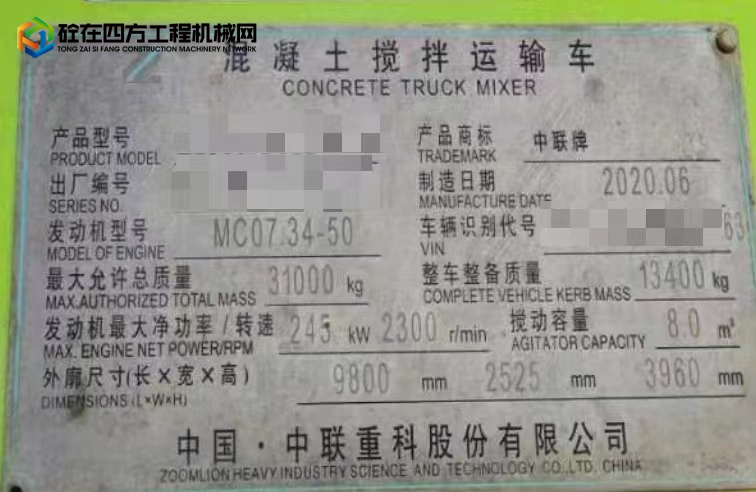 砼在四方工程机械网
TONG ZAI SI FANG CONSTRUCTION MACHINERY NETWORK
混凝土搅拌运输车
CONCRETE TRUCK MIXER
产品型号 产品商标 中联牌
PRODUCT MODEL TRADEMARK
出厂编号 制造日期 2020.06
SERIES NO. MANUFACTURE DATE
发动机型号 MC07.34-50 车辆识别代号 63
MODEL OF ENGINE VIN
最大允许总质量 31000 kg 整车整备质量 13400 kg
MAX.AUTHORIZED TOTAL MASS COMPLETE VEHICLE KERB MASS
发动机最大净功率/转速 245 kW 2300 r/min 搅动容量 8.0 m³
MAX. ENGINE NET POWER/RPM AGITATOR CAPACITY
外廓尺寸(长×宽×高) 9800 mm 2525 mm 3960 mm
DIMENSIONS (L×W×H)
中国·中联重科股份有限公司
ZOOMLION HEAVY INDUSTRY SCIENCE AND TECHNOLOGY CO.,LTD. CHINA